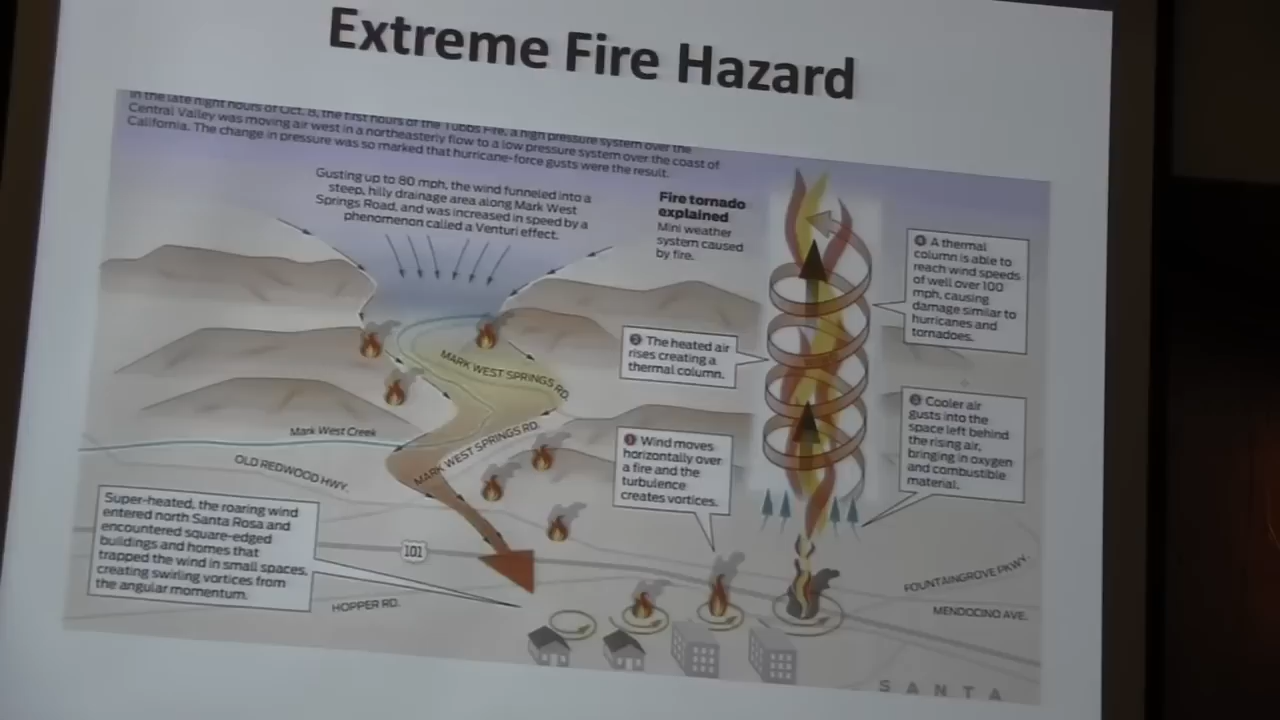 Extreme Fire Hazard
In the late night hours of Oct. 8, the first hours of the Tubbs Fire, a high pressure system over the
Central Valley was moving air west in a northeasterly flow to a low pressure system over the coast of
California. The change in pressure was so marked that hurricane-force gusts were the result.
Gusting up to 80 mph, the wind funneled into a
steep, hilly drainage area along Mark West
Springs Road, and was increased in speed by a
phenomenon called a Venturi effect.
Fire tornado
explained
Mini weather
system caused
by fire.
4 A thermal
column is able to
reach wind speeds
of well over 100
mph, causing
damage similar to
hurricanes and
tornadoes.
2 The heated air
rises creating a
thermal column.
3 Cooler air
gusts into the
space left behind
the rising air,
bringing in oxygen
and combustible
material.
1 Wind moves
horizontally over
a fire and the
turbulence
creates vortices.
MARK WEST SPRINGS RD.
Mark West Creek
MARK WEST SPRINGS RD.
OLD REDWOOD HWY.
Super-heated, the roaring wind
entered north Santa Rosa and
encountered square-edged
buildings and homes that
trapped the wind in small spaces,
creating swirling vortices from
the angular momentum.
101
HOPPER RD.
FOUNTAINGROVE PKWY.
MENDOCINO AVE.
SANTA